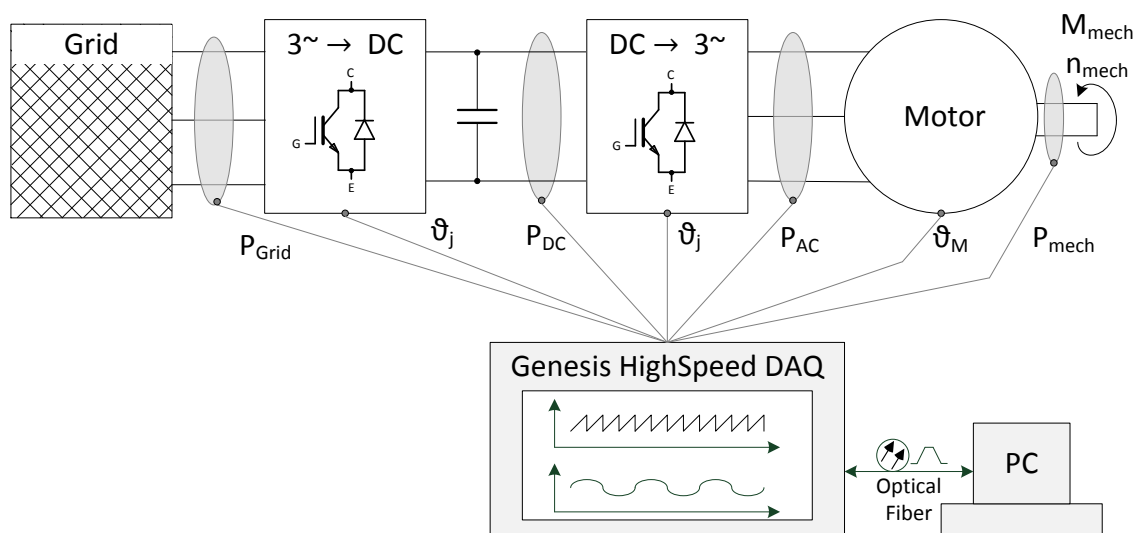 Grid
3~ → DC
C
G
E
DC → 3~
C
G
E
Motor
M_mech
n_mech
P_Grid
ϑ_j
P_DC
ϑ_j
P_AC
ϑ_M
P_mech
Genesis HighSpeed DAQ
PC
Optical
Fiber